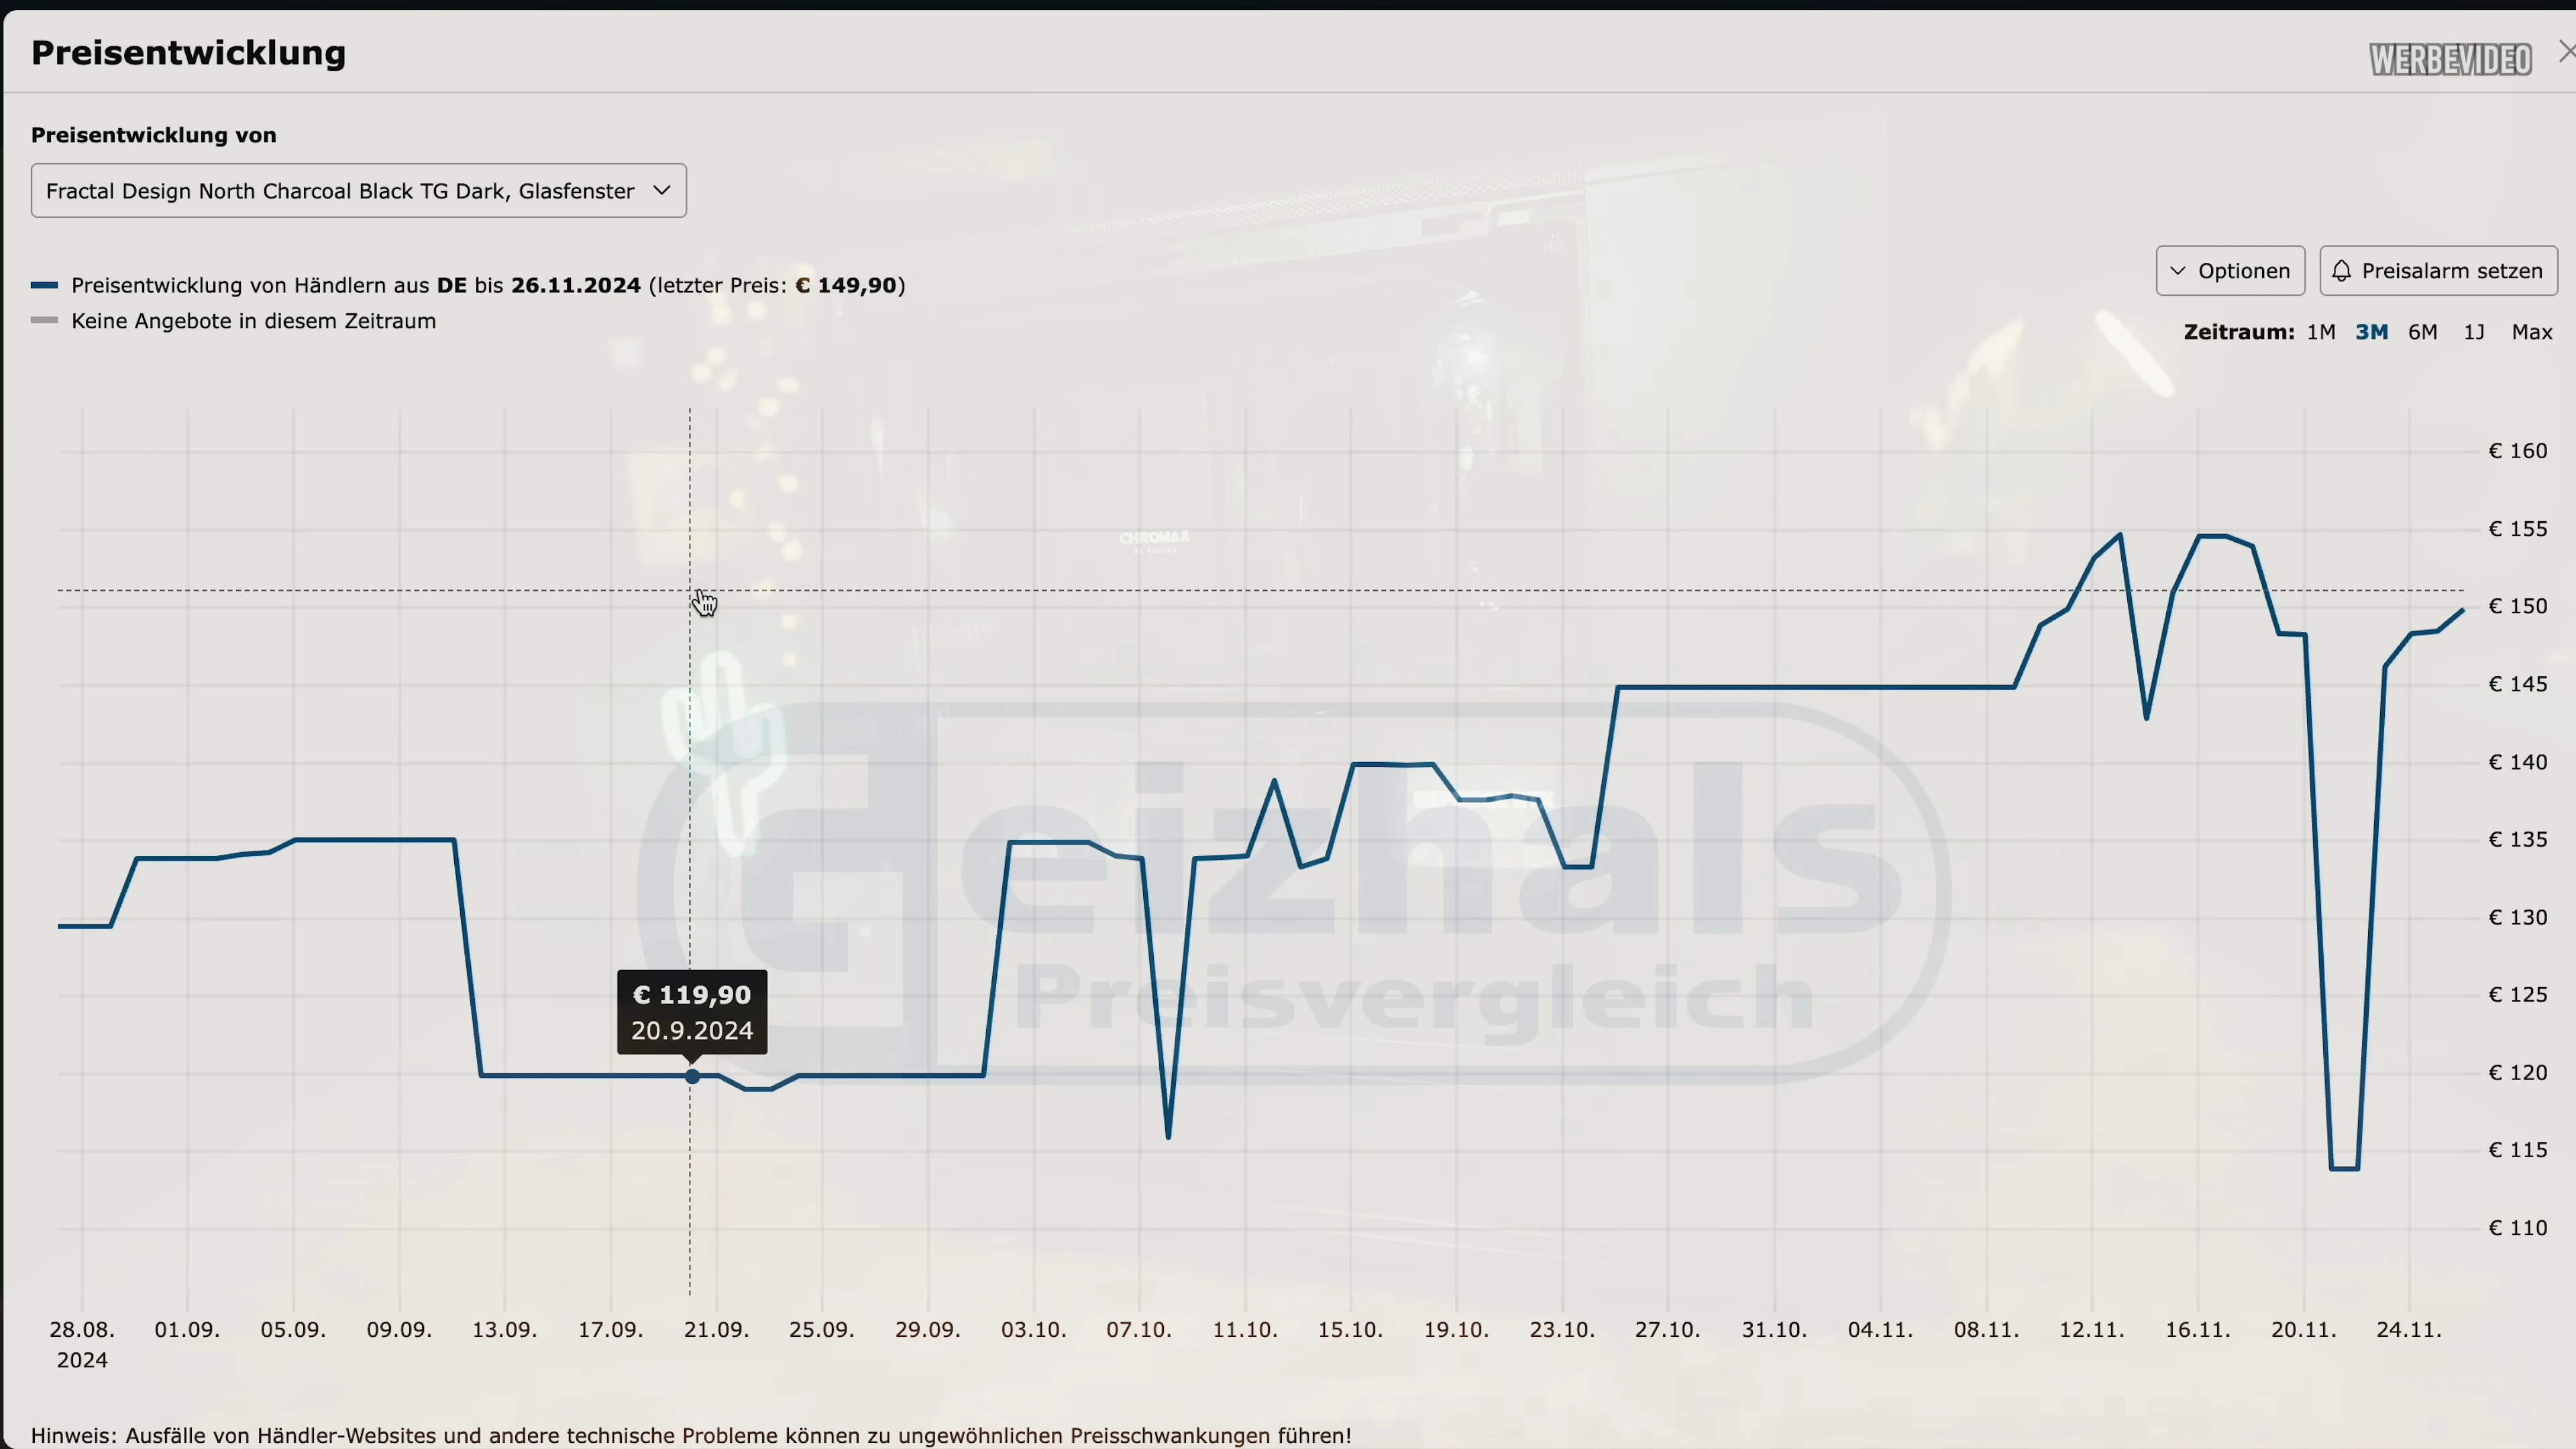 Preisentwicklung
WERBEVIDEO
Preisentwicklung von
Fractal Design North Charcoal Black TG Dark, Glasfenster
Preisentwicklung von Händlern aus DE bis 26.11.2024 (letzter Preis: € 149,90)
Keine Angebote in diesem Zeitraum
Optionen
Preisalarm setzen
Zeitraum: 1M 3M 6M 1J Max
€ 160
€ 155
CHROMAX
€ 150
€ 145
€ 140
€ 135
€ 130
€ 125
€ 120
€ 115
€ 110
Geizhals
Preisvergleich
€ 119,90
20.9.2024
28.08. 01.09. 05.09. 09.09. 13.09. 17.09. 21.09. 25.09. 29.09. 03.10. 07.10. 11.10. 15.10. 19.10. 23.10. 27.10. 31.10. 04.11. 08.11. 12.11. 16.11. 20.11. 24.11.
2024
Hinweis: Ausfälle von Händler-Websites und andere technische Probleme können zu ungewöhnlichen Preisschwankungen führen!